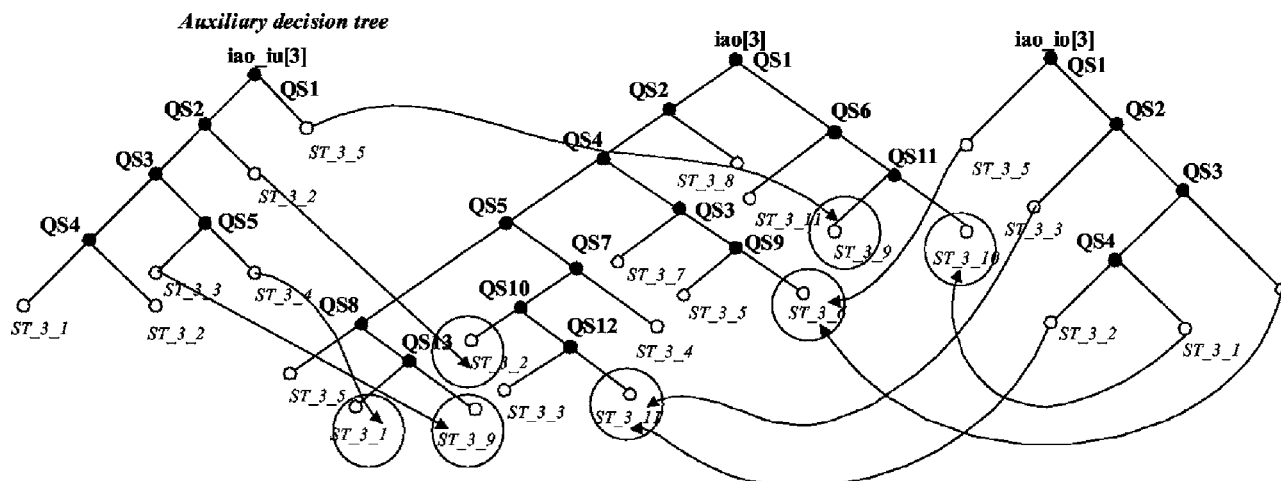 Auxiliary decision tree
iao_iu[3]
QS1
QS2
ST_3_5
QS3
ST_3_2
QS4
QS5
ST_3_3
ST_3_4
ST_3_1
ST_3_2
iao[3]
QS1
QS2
QS6
QS4
ST_3_8
QS11
QS5
QS3
ST_3_11
ST_3_9
ST_3_10
QS7
ST_3_7
QS9
QS10
ST_3_5
ST_3_6
QS8
QS12
ST_3_4
QS13
ST_3_2
ST_3_5
ST_3_3
ST_3_11
ST_3_1
ST_3_9
iao_io[3]
QS1
QS2
ST_3_5
QS3
ST_3_3
QS4
ST_3_2
ST_3_1